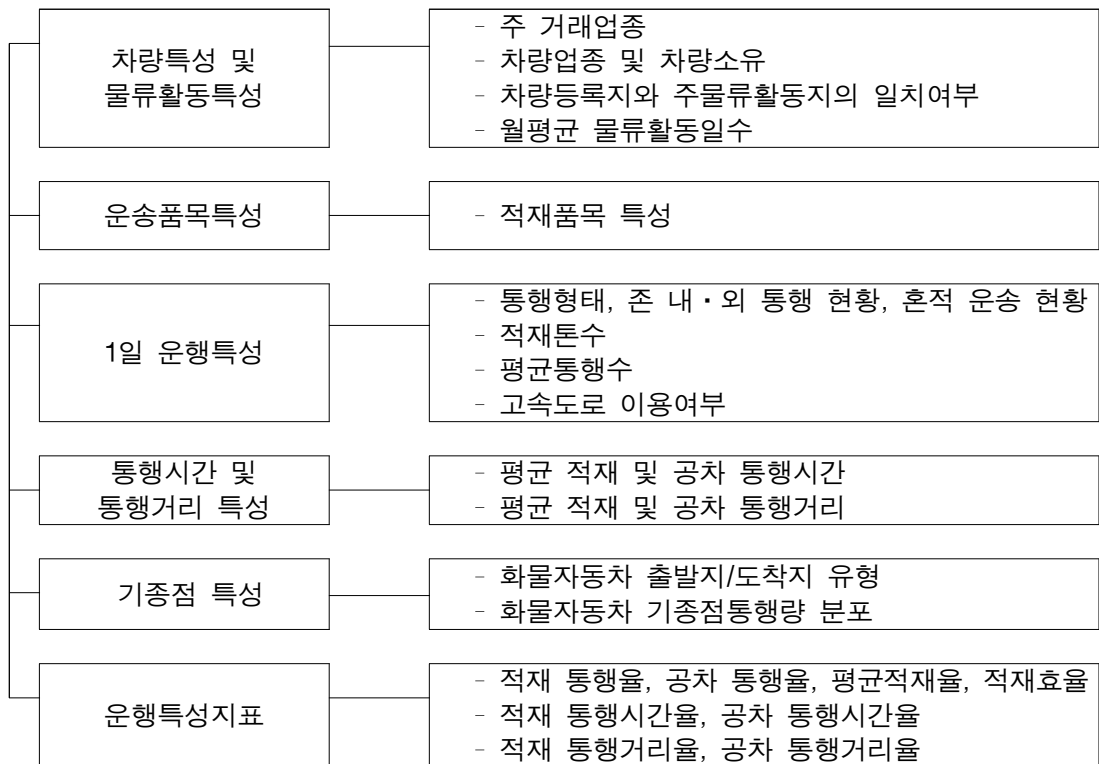 차량특성 및
물류활동특성
- 주 거래업종
- 차량업종 및 차량소유
- 차량등록지와 주물류활동지의 일치여부
- 월평균 물류활동일수
운송품목특성
- 적재품목 특성
1일 운행특성
- 통행형태, 존 내·외 통행 현황, 혼적 운송 현황
- 적재톤수
- 평균통행수
- 고속도로 이용여부
통행시간 및
통행거리 특성
- 평균 적재 및 공차 통행시간
- 평균 적재 및 공차 통행거리
기종점 특성
- 화물자동차 출발지/도착지 유형
- 화물자동차 기종점통행량 분포
운행특성지표
- 적재 통행율, 공차 통행율, 평균적재율, 적재효율
- 적재 통행시간율, 공차 통행시간율
- 적재 통행거리율, 공차 통행거리율